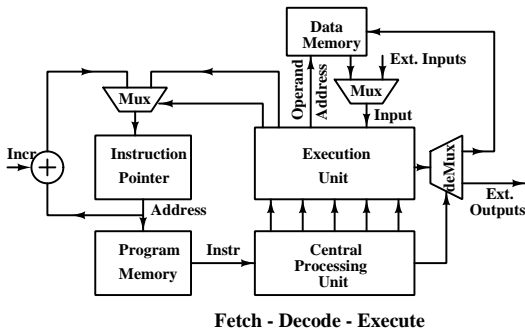 Data
Memory
Ext. Inputs
Mux
Operand
Address
Mux
Input
Incr
Instruction
Pointer
Execution
Unit
deMux
Ext.
Outputs
Address
Program
Memory
Instr
Central
Processing
Unit
Fetch - Decode - Execute